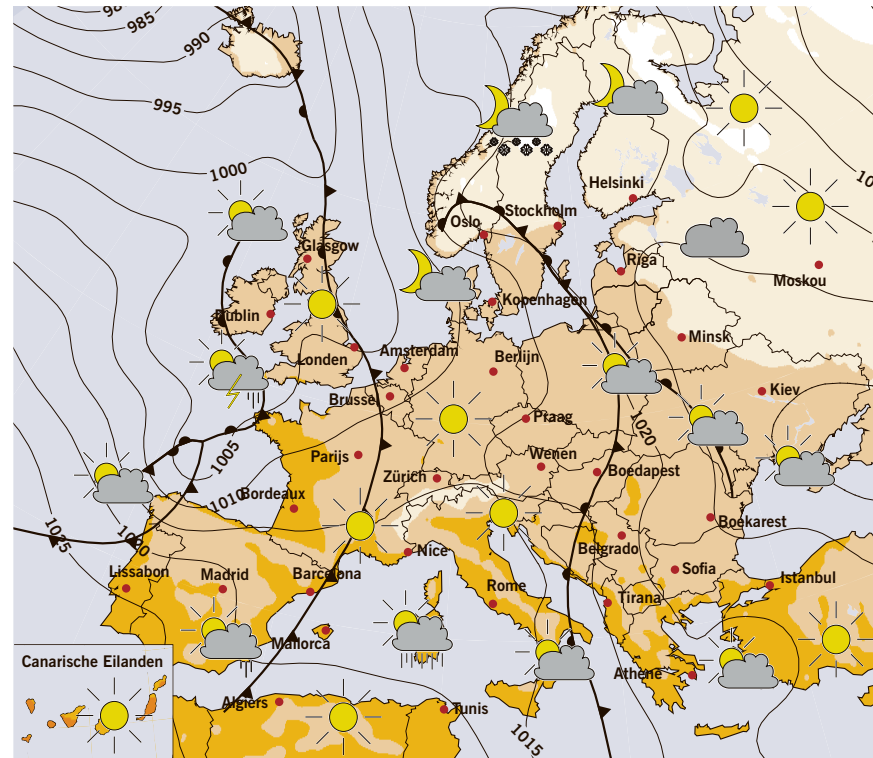 985
990
995
1000
Helsinki
Oslo
Stockholm
Glasgow
Riga
Moskou
Dublin
Kopenhagen
Minsk
Londen
Amsterdam
Berlijn
Brussel
Kiev
Praag
1020
Parijs
1005
Wenen
Zürich
Boedapest
1010
Bordeaux
1025
1020
Boekarest
Nice
Belgrado
Lissabon
Madrid
Barcelona
Sofia
Istanbul
Rome
Tirana
Mallorca
Canarische Eilanden
Athene
Algiers
Tunis
1015